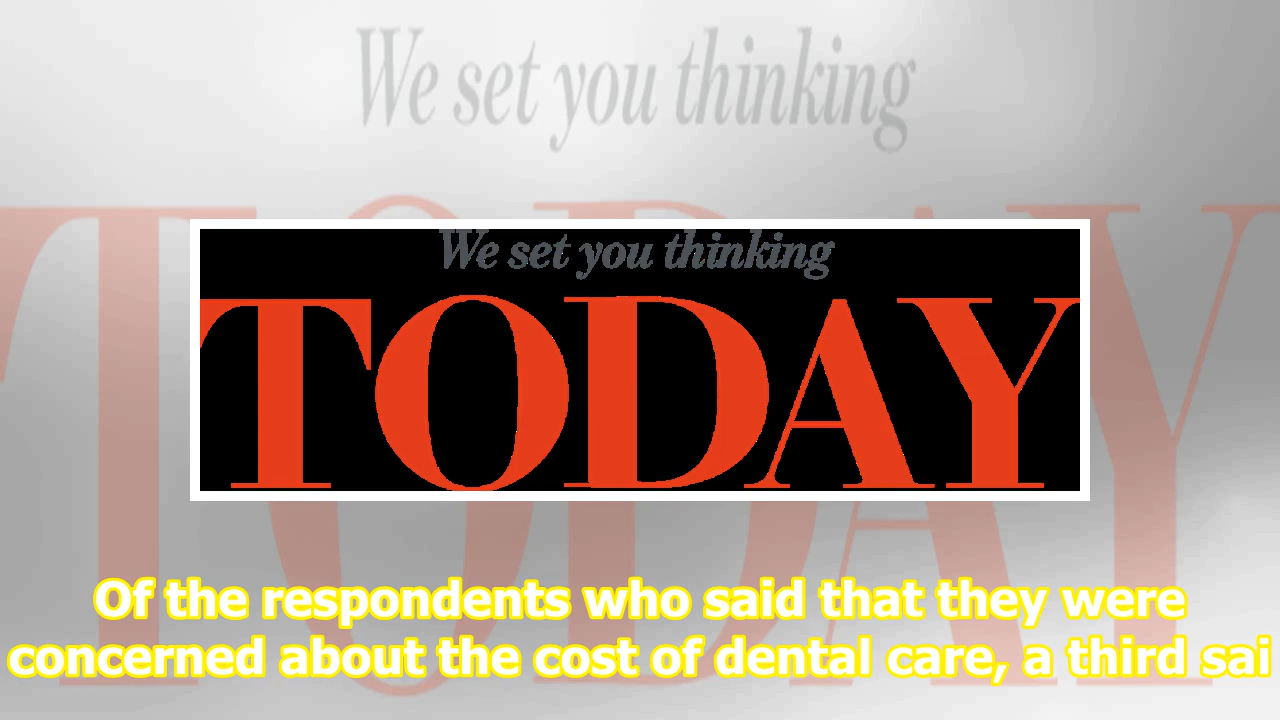 We set you thinking
TODAY
We set you thinking
TODAY
Of the respondents who said that they were
concerned about the cost of dental care, a third sai